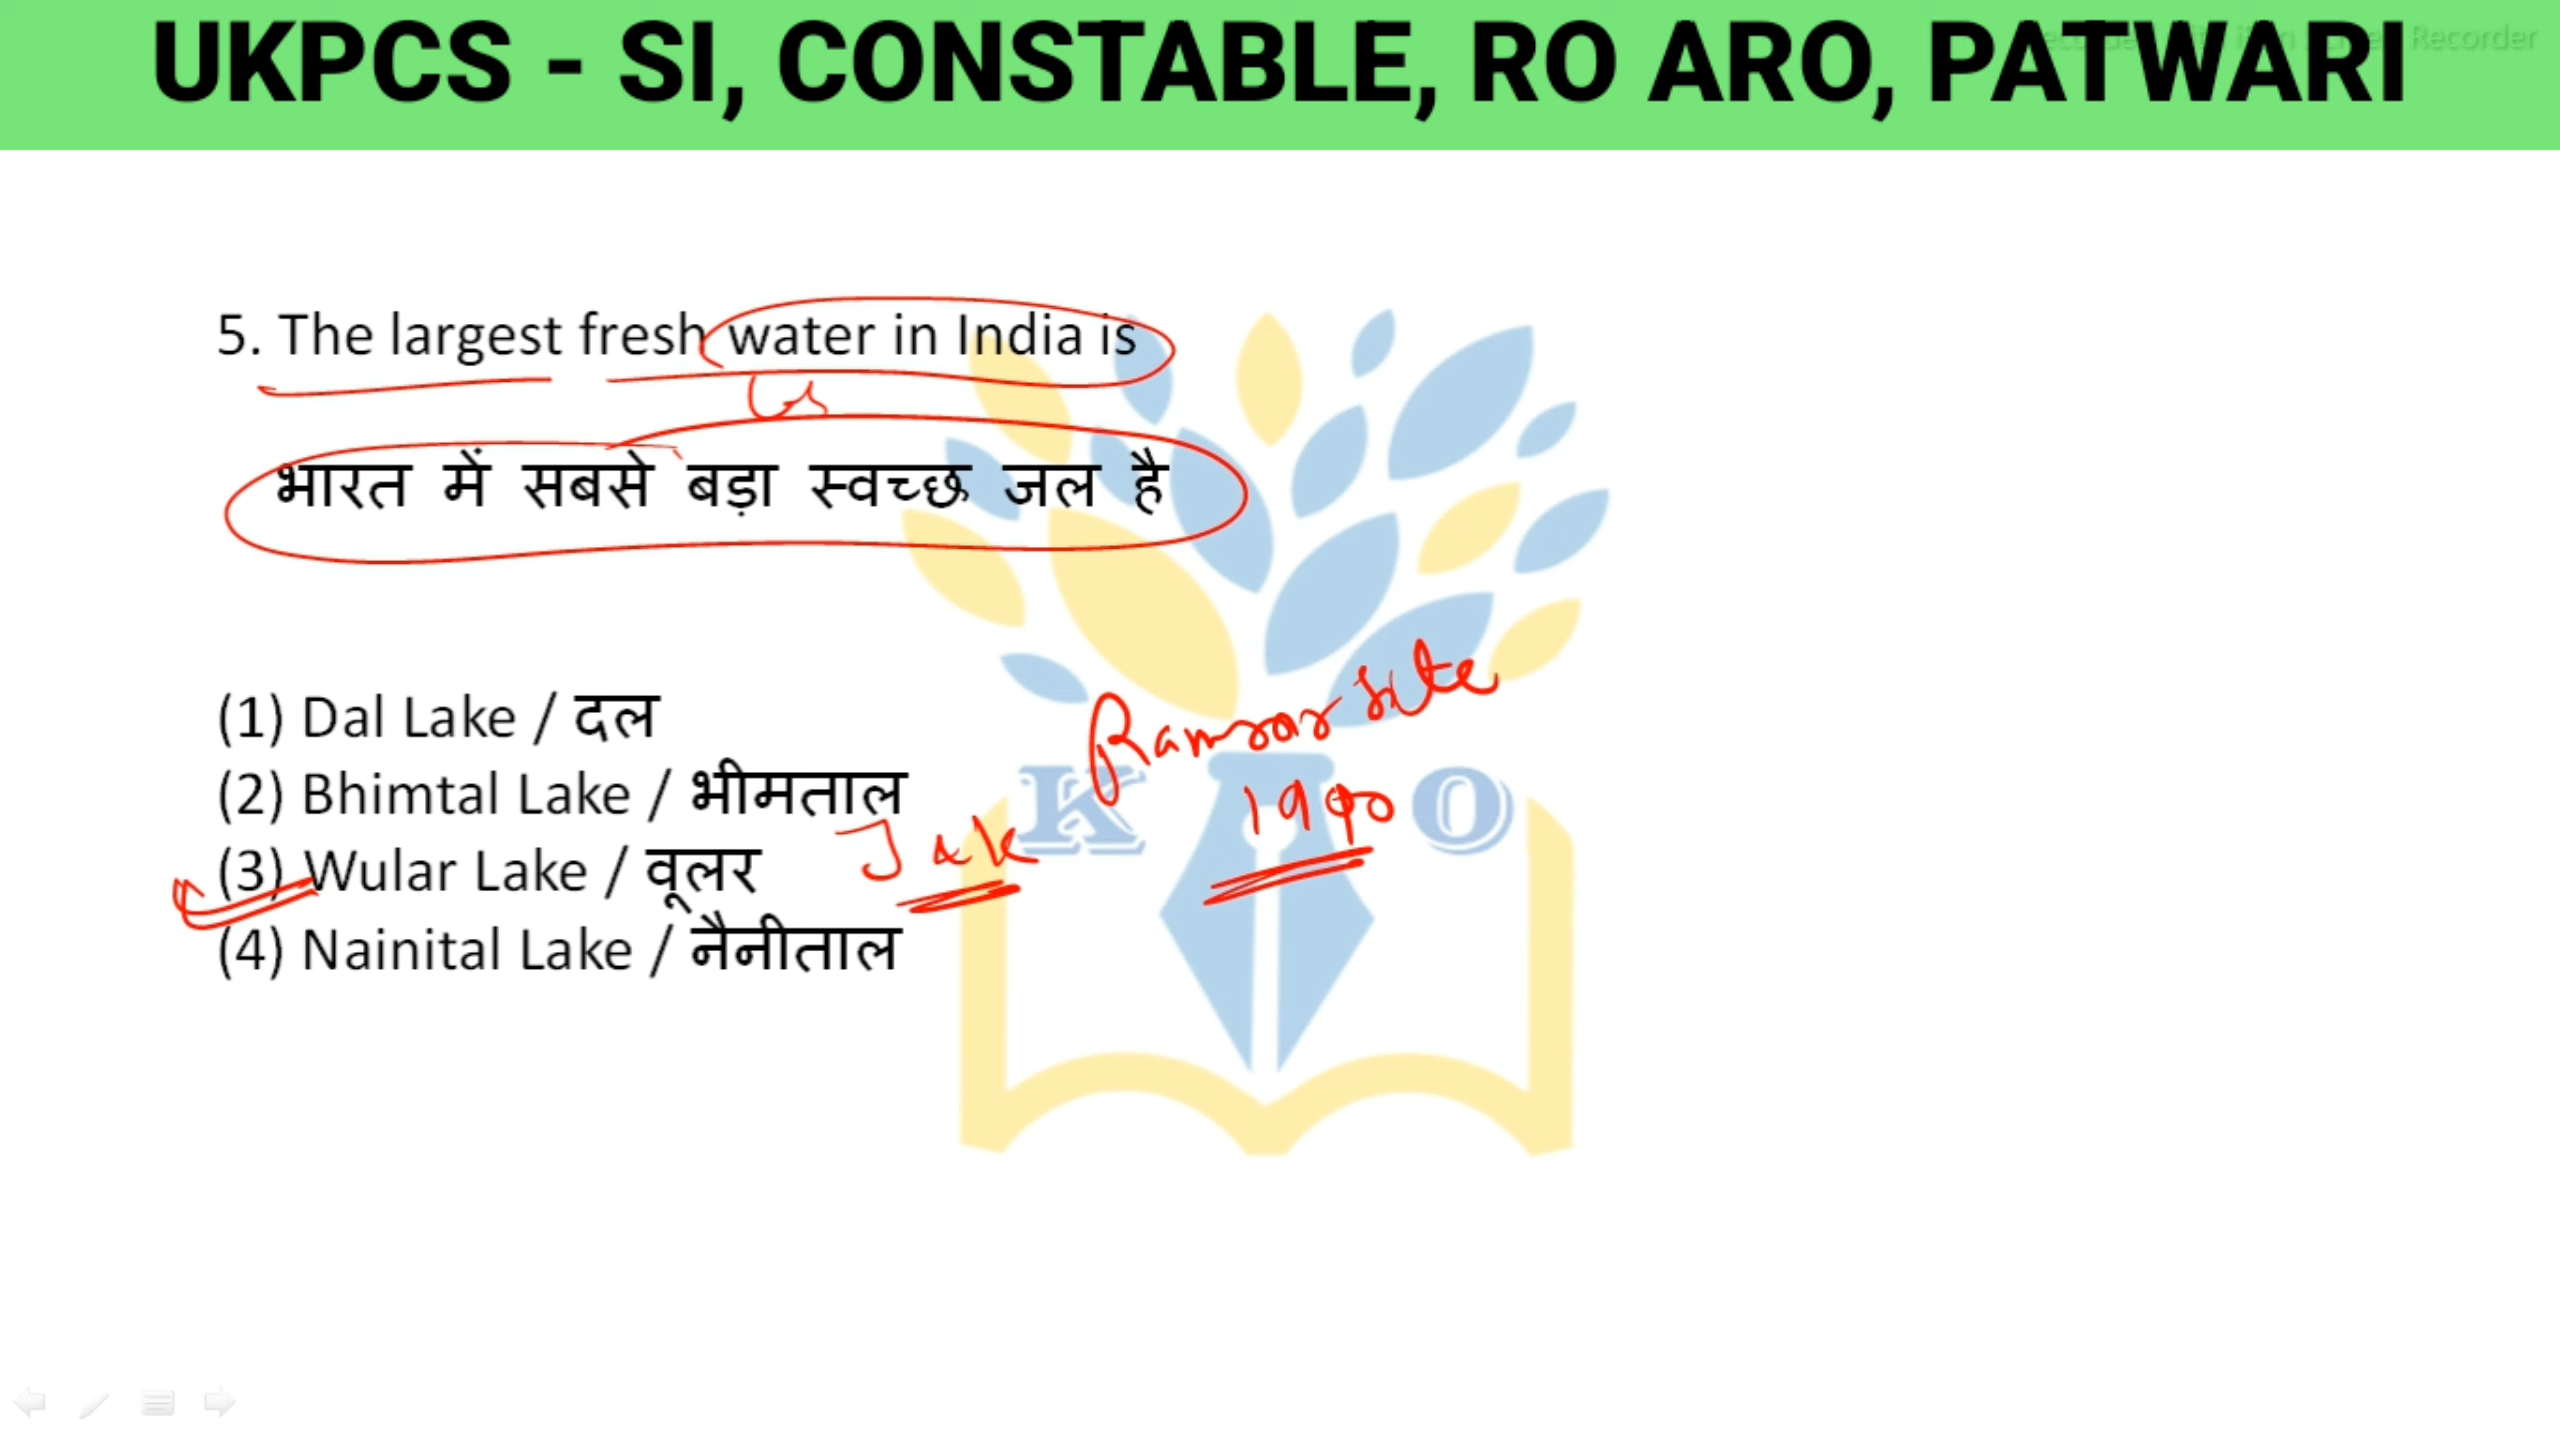 UKPCS - SI, CONSTABLE, RO ARO, PATWARI
Recorder
5. The largest fresh water in India is
भारत में सबसे बड़ा स्वच्छ जल है
(1) Dal Lake / दल
(2) Bhimtal Lake / भीमताल
(3) Wular Lake / वूलर
(4) Nainital Lake / नैनीताल
J & K
Ramsar site
1990
K O